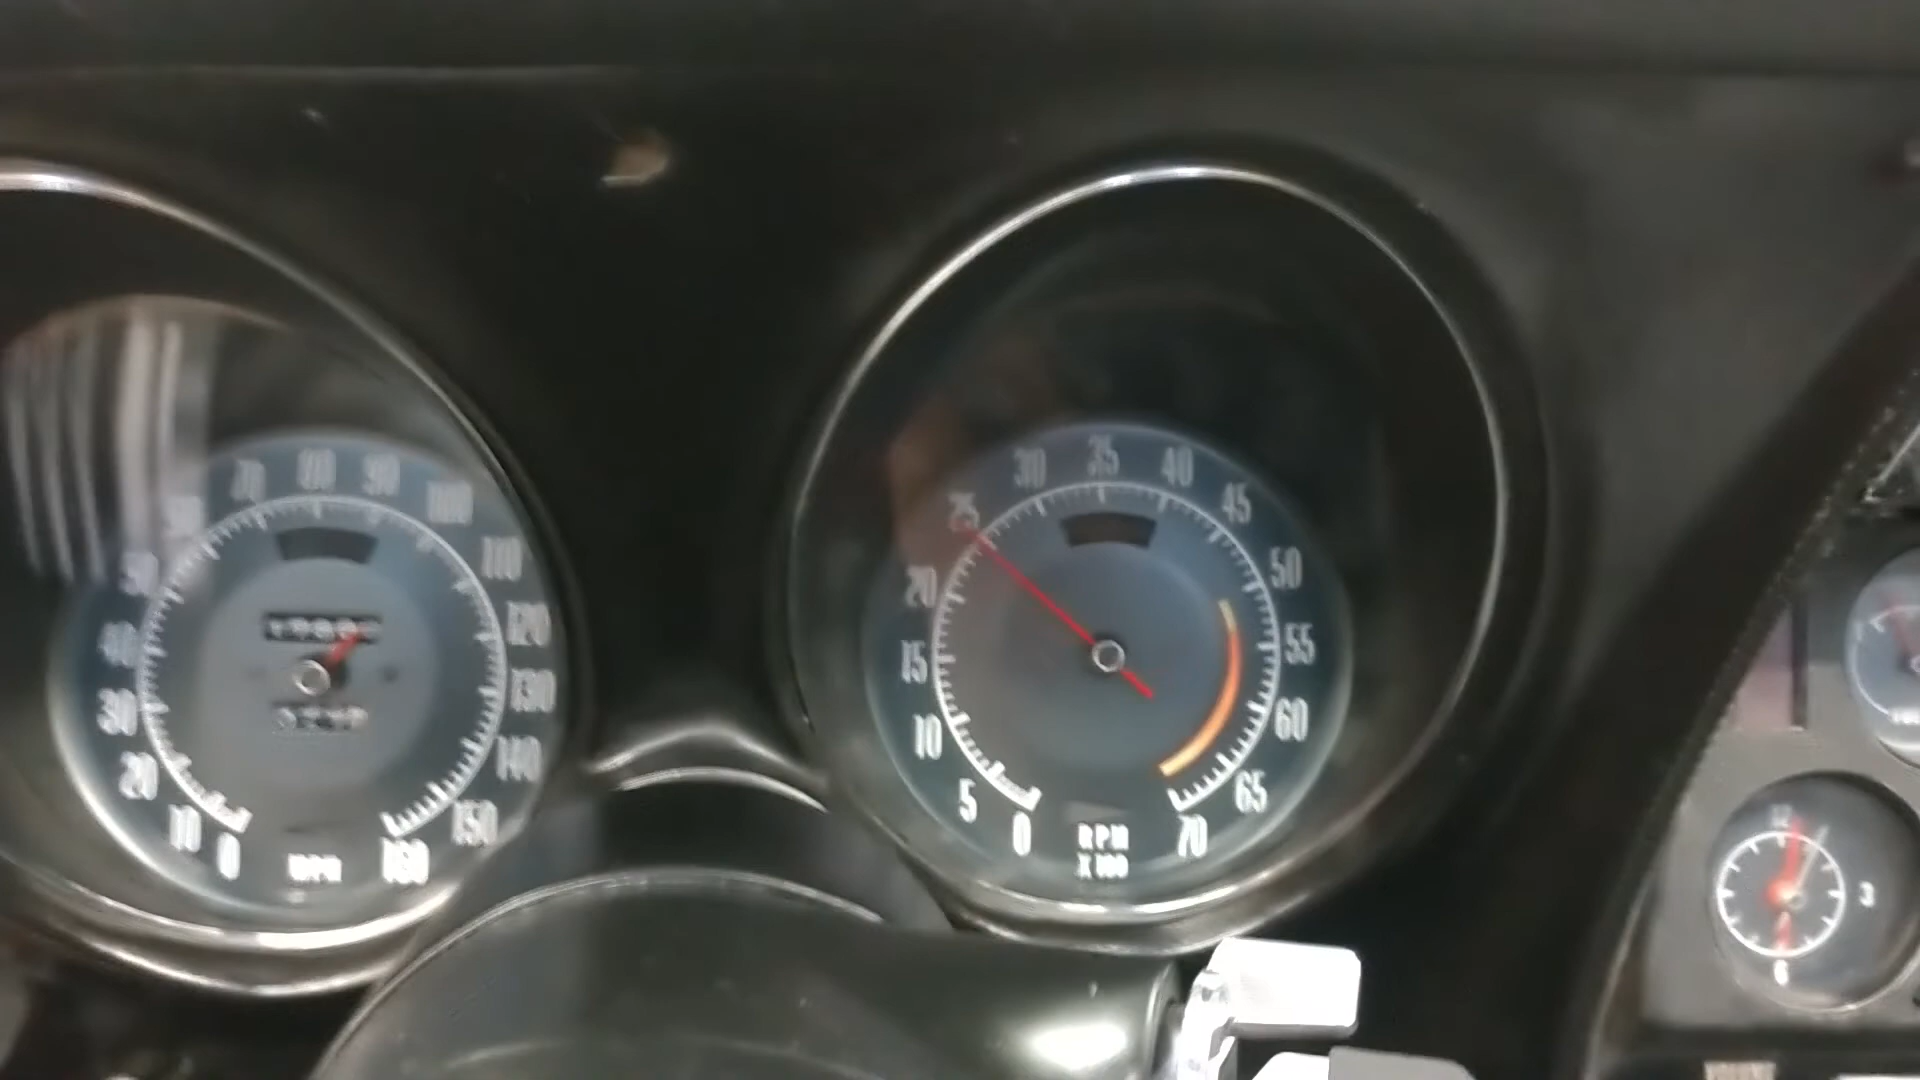 70 80 90 100
50 110
40 120
30 130
20 140
10 150
0 MPH 160
30 35 40
25 45
20 50
15 55
10 60
5 65
0 RPM 70
X100
12
3
6
VOLUME